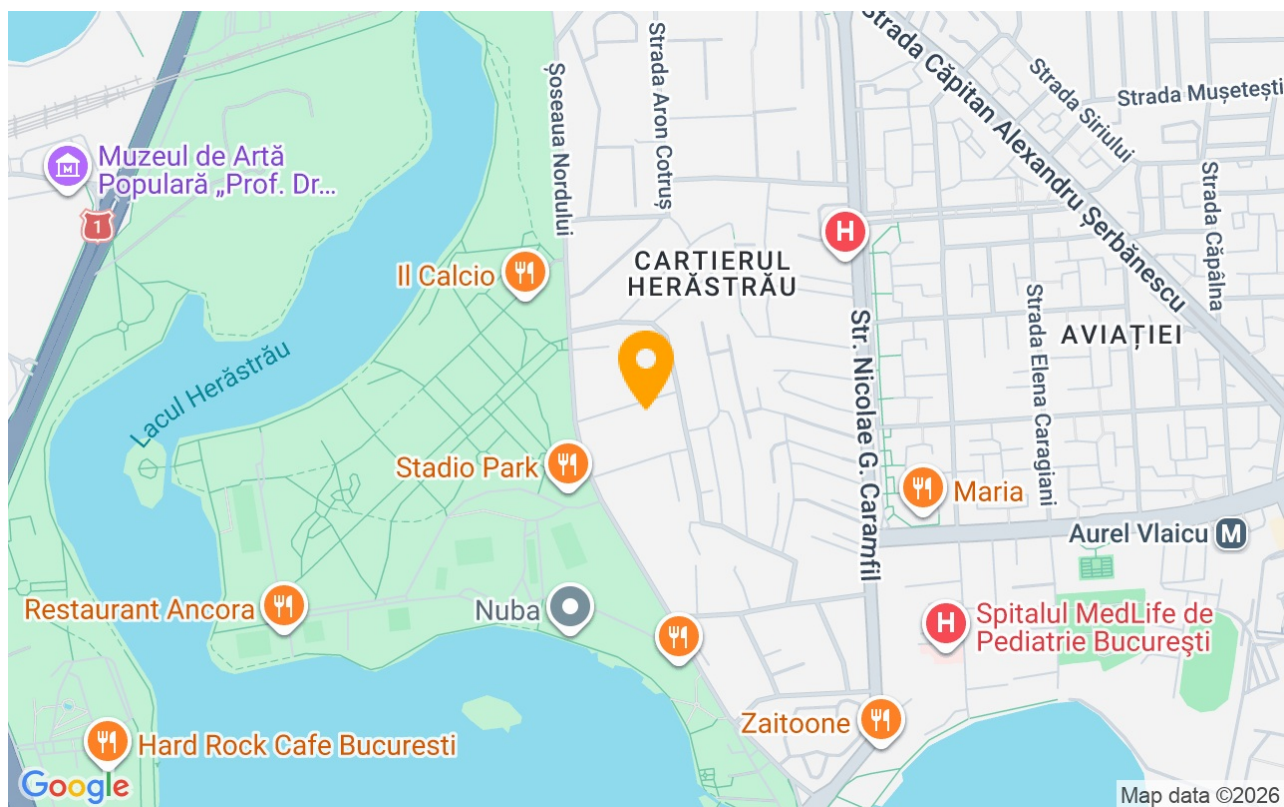 Strada Căpitan Alexandru Șerbănescu
Strada Siriului
Strada Mușetești
Strada Căpâlna
Șoseaua Nordului
Strada Aron Cotruș
Muzeul de Artă
Populară „Prof. Dr...
1
H
CARTIERUL
HERĂSTRĂU
Il Calcio
Str. Nicolae G. Caramfil
Strada Elena Caragiani
AVIAȚIEI
Lacul Herăstrău
Stadio Park
Maria
Aurel Vlaicu M
Restaurant Ancora
Nuba
H
Spitalul MedLife de
Pediatrie București
Zaitoone
Hard Rock Cafe Bucuresti
Google
Map data ©2026